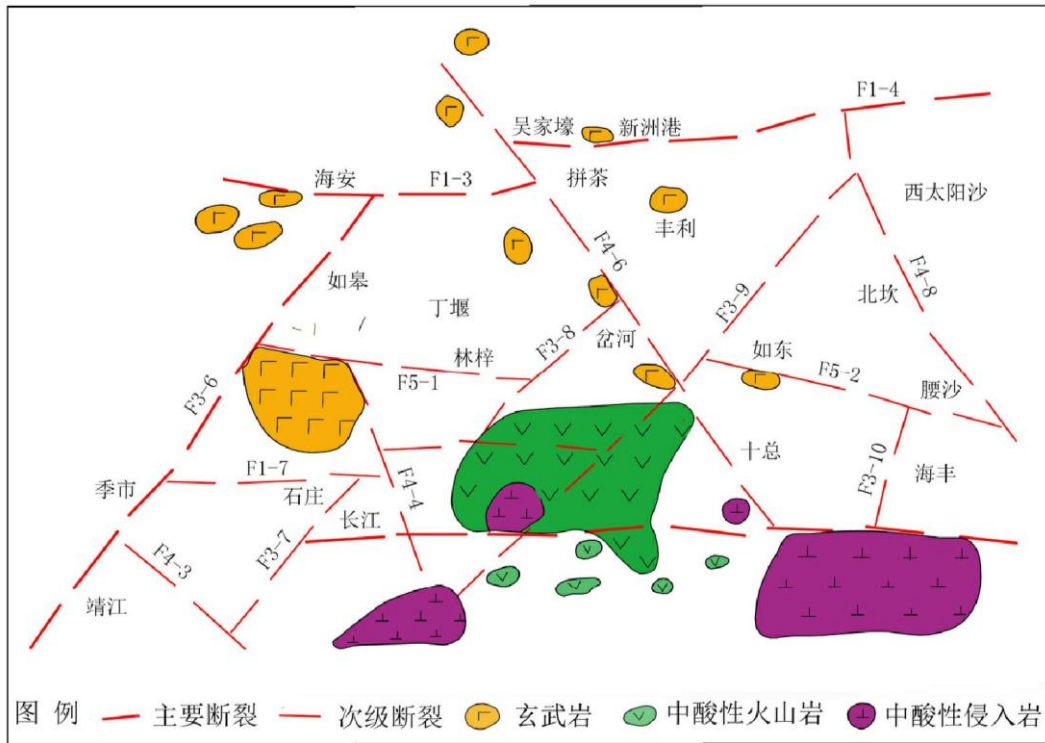 F1-4
吴家壕
新洲港
海安
F1-3
拼茶
西太阳沙
丰利
F4-6
F4-8
如皋
F3-9
北坎
丁堰
F3-8
岔河
林梓
如东
F5-1
F5-2
腰沙
F3-6
十总
F3-10
海丰
F1-7
季市
石庄
F4-4
长江
F3-7
F4-3
靖江
图例 主要断裂 次级断裂 玄武岩 中酸性火山岩 中酸性侵入岩